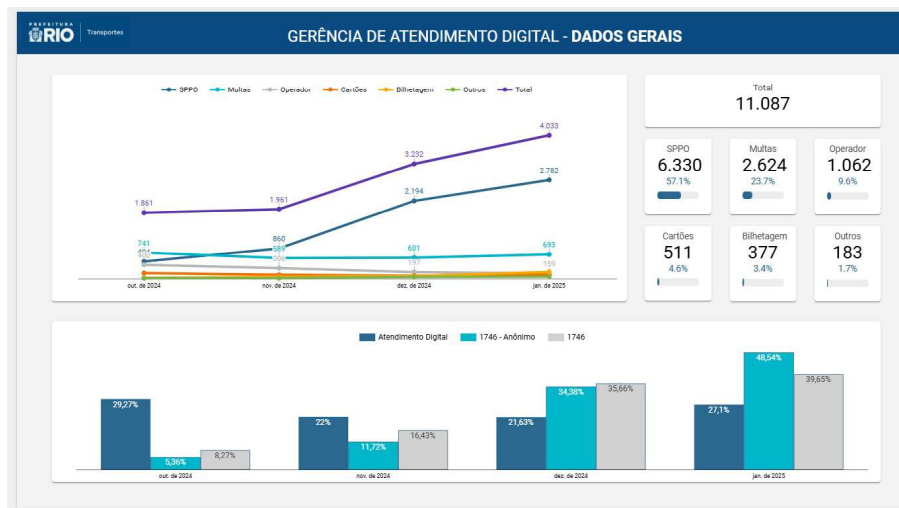 PREFEITURA
RIO
Transportes
GERÊNCIA DE ATENDIMENTO DIGITAL - DADOS GERAIS
SPPO Multas Operador Cartões Bilhetagem Outros Total
4.033
3.232
2.782
2.194
1.961
1.861
860
741
589
601
693
197
159
out. de 2024 nov. de 2024 dez. de 2024 jan. de 2025
Total
11.087
SPPO Multas Operador
6.330 2.624 1.062
57.1% 23.7% 9.6%
Cartões Bilhetagem Outros
511 377 183
4.6% 3.4% 1.7%
Atendimento Digital 1746 - Anônimo 1746
48,54%
39,65%
34,38% 35,66%
29,27%
27,1%
22% 21,63%
16,43%
11,72%
5,36% 8,27%
out. de 2024 nov. de 2024 dez. de 2024 jan. de 2025